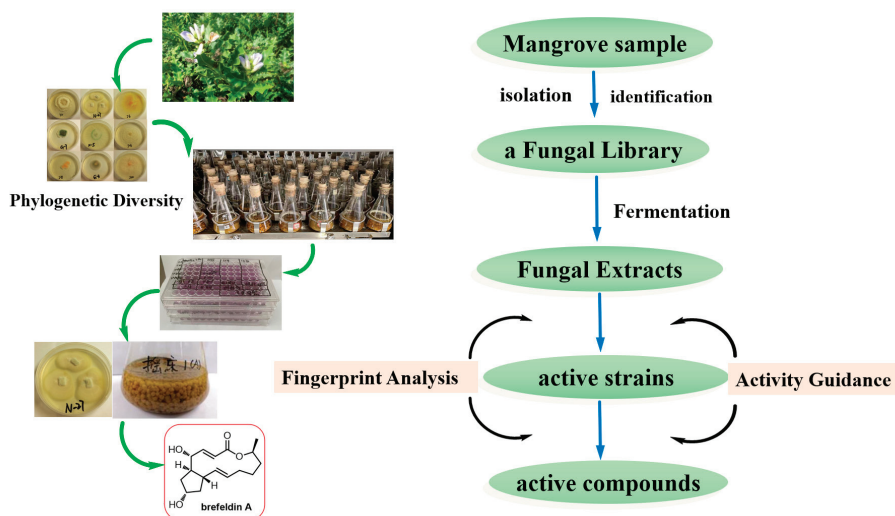 Phylogenetic Diversity
N-7
HO
O
O
H
H
HO
brefeldin A
Mangrove sample
isolation
identification
a Fungal Library
Fermentation
Fungal Extracts
Fingerprint Analysis
active strains
Activity Guidance
active compounds